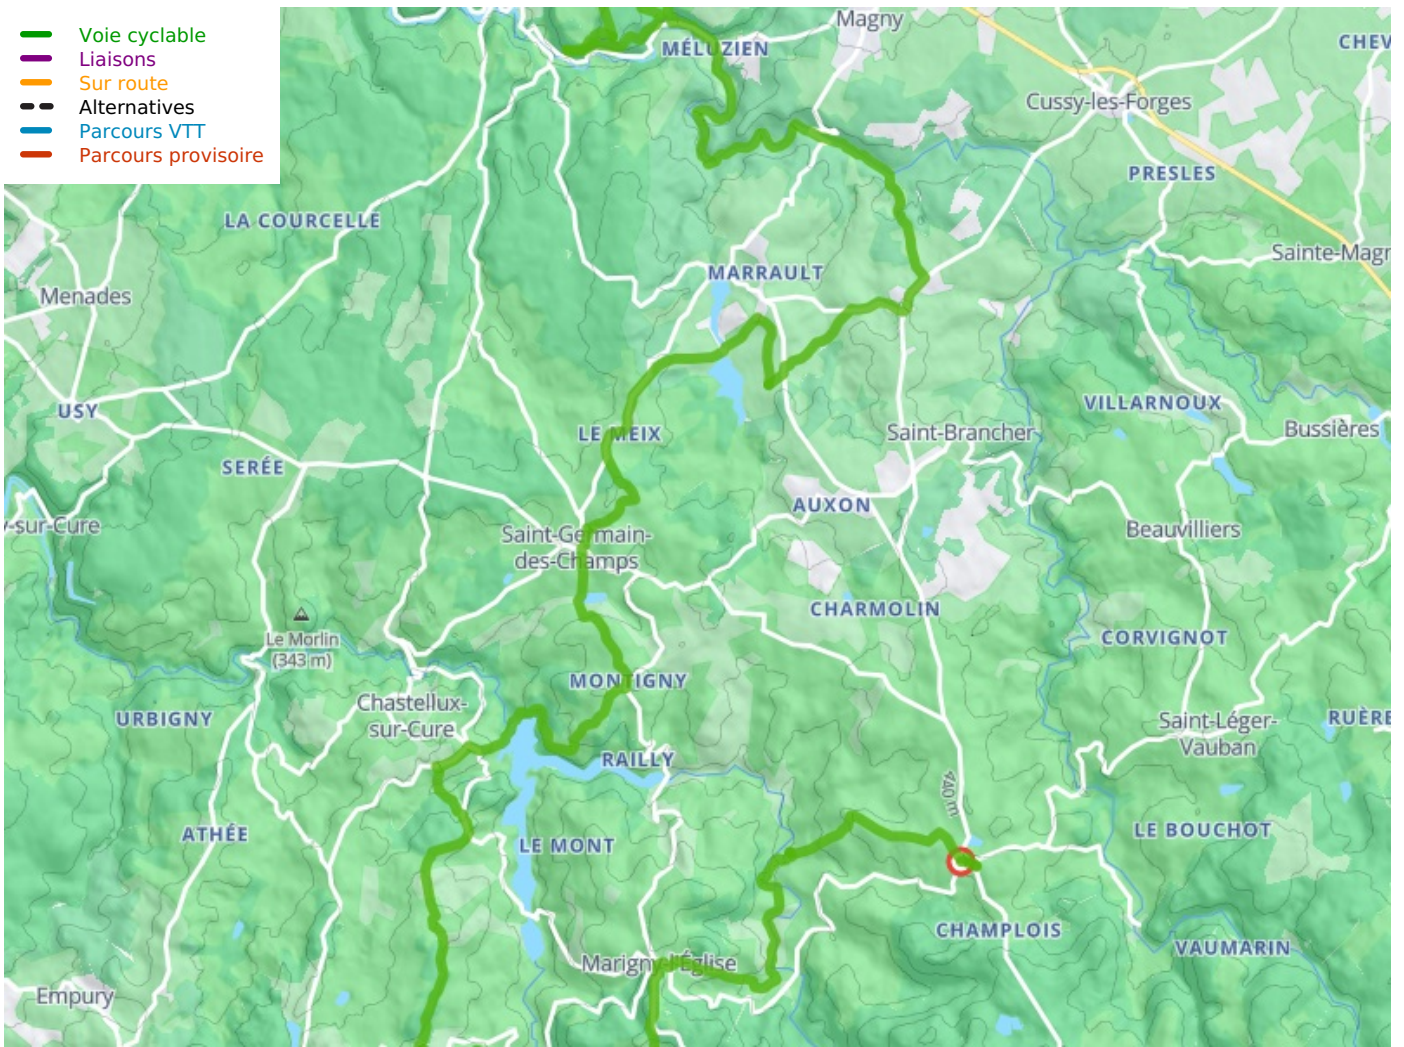 Voie cyclable
Liaisons
Sur route
Alternatives
Parcours VTT
Parcours provisoire
Magny
MÉLUZIEN
CHEV
Cussy-les-Forges
PRESLES
LA COURCELLE
Sainte-Magn
MARRAULT
Menades
USY
VILLARNOUX
LE MEIX
Saint-Brancher
Bussières
SERÉE
AUXON
y-sur-Cure
Saint-Germain-
des-Champs
Beauvilliers
CHARMOLIN
Le Morlin
(343 m)
CORVIGNOT
MONTIGNY
Chastellux-
sur-Cure
URBIGNY
Saint-Léger-
Vauban
RUÈRE
RAILLY
440 m
ATHÉE
LE MONT
LE BOUCHOT
CHAMPLOIS
VAUMARIN
Marigny-l'Église
Empury